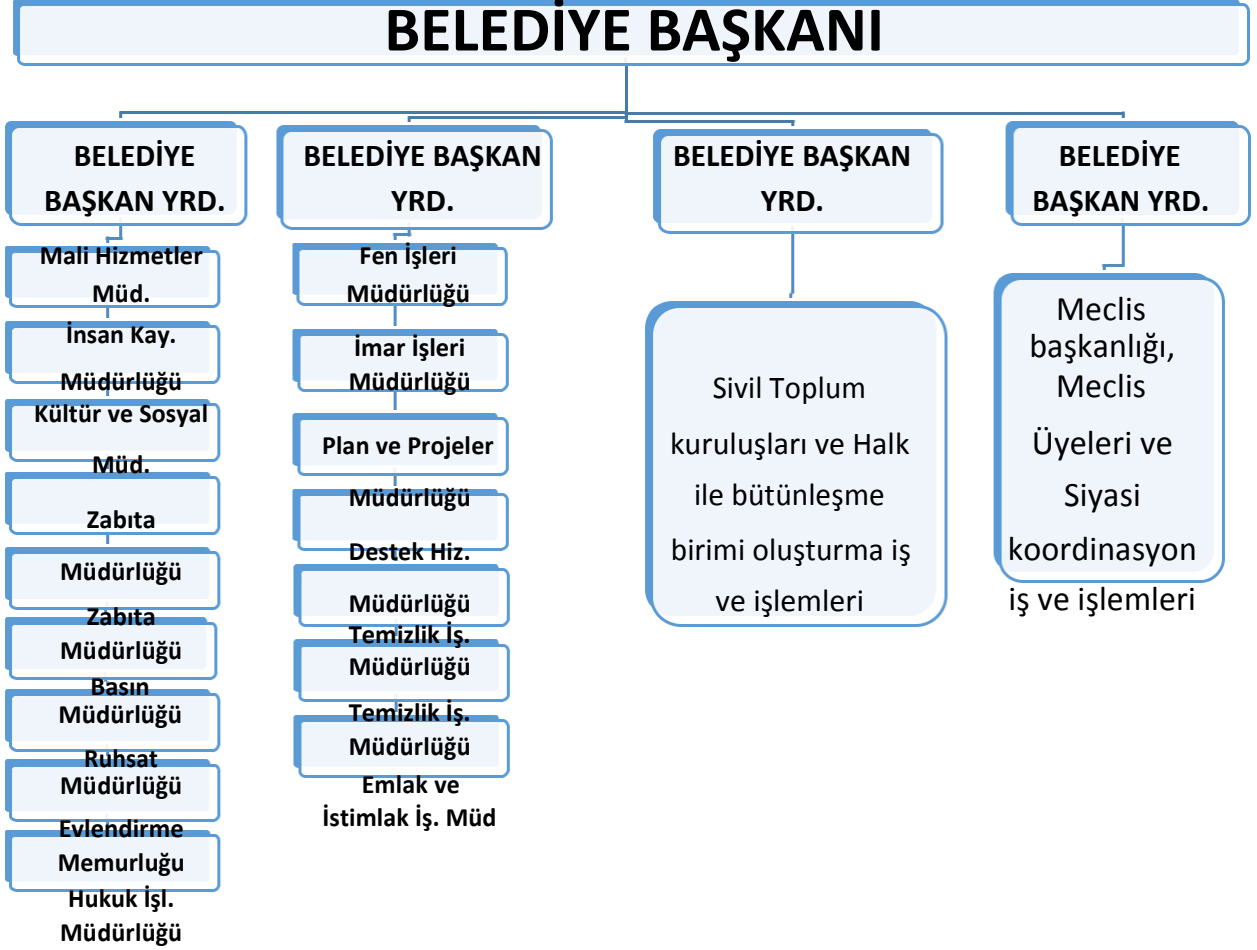 BELEDİYE BAŞKANI
BELEDİYE
BAŞKAN YRD.
Mali Hizmetler
Müd.
İnsan Kay.
Müdürlüğü
Kültür ve Sosyal
Müd.
Zabıta
Müdürlüğü
Zabıta
Müdürlüğü
Basın
Müdürlüğü
Ruhsat
Müdürlüğü
Evlendirme
Memurluğu
Hukuk İşl.
Müdürlüğü
BELEDİYE BAŞKAN
YRD.
Fen İşleri
Müdürlüğü
İmar İşleri
Müdürlüğü
Plan ve Projeler
Müdürlüğü
Destek Hiz.
Müdürlüğü
Temizlik İş.
Müdürlüğü
Temizlik İş.
Müdürlüğü
Emlak ve
İstimlak İş. Müd
BELEDİYE BAŞKAN
YRD.
Sivil Toplum
kuruluşları ve Halk
ile bütünleşme
birimi oluşturma iş
ve işlemleri
BELEDİYE
BAŞKAN YRD.
Meclis
başkanlığı,
Meclis
Üyeleri ve
Siyasi
koordinasyon
iş ve işlemleri